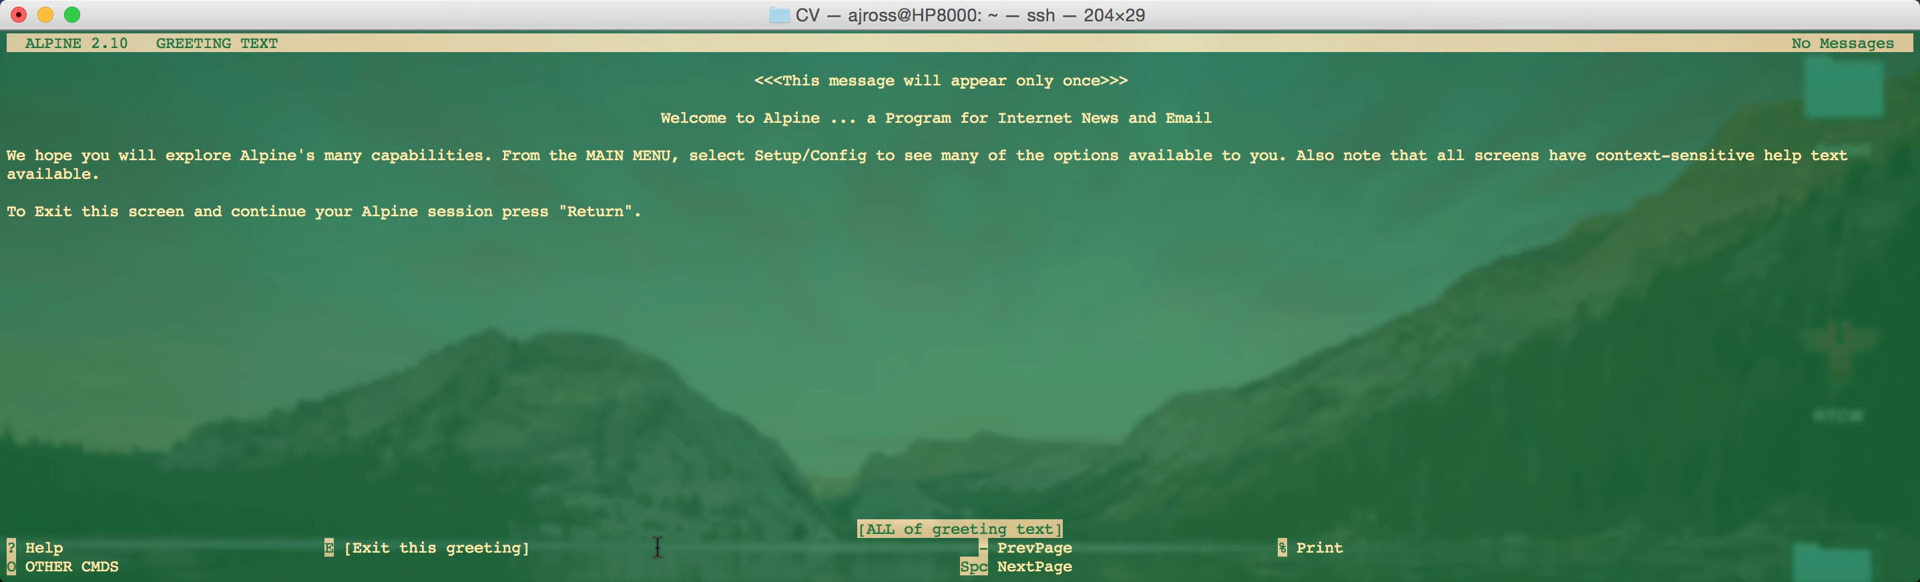 CV — ajross@HP8000: ~ — ssh — 204×29
ALPINE 2.10 GREETING TEXT No Messages
<<<This message will appear only once>>>
Welcome to Alpine ... a Program for Internet News and Email
We hope you will explore Alpine's many capabilities. From the MAIN MENU, select Setup/Config to see many of the options available to you. Also note that all screens have context-sensitive help text
available.
To Exit this screen and continue your Alpine session press "Return".
[ALL of greeting text]
? Help E [Exit this greeting] - PrevPage % Print
O OTHER CMDS Spc NextPage